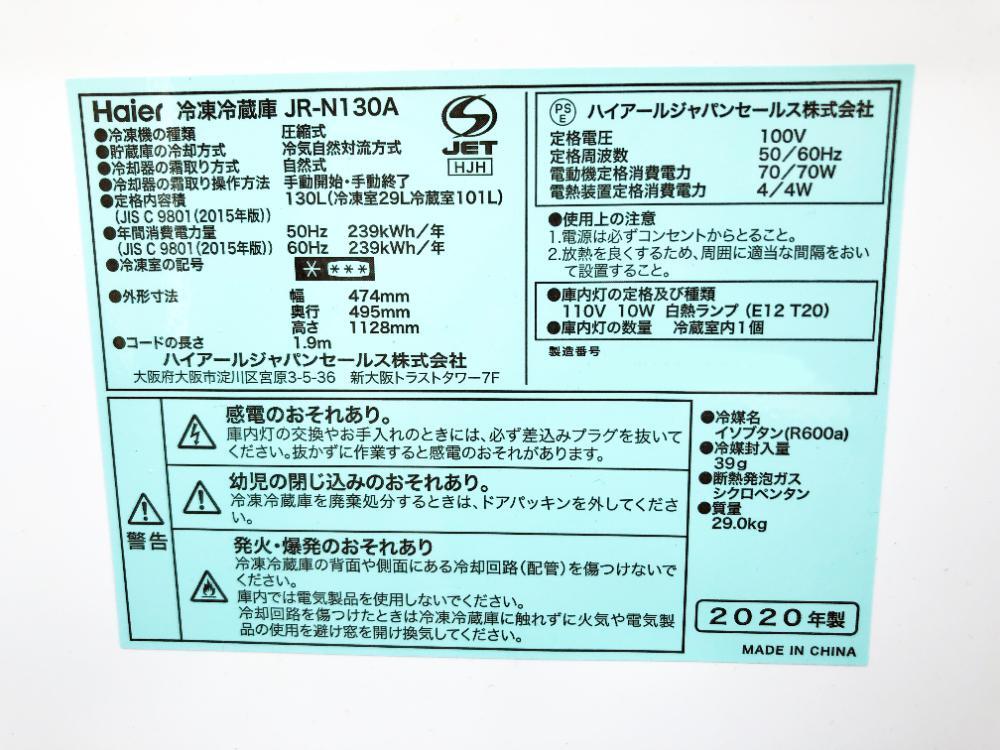 Haier 冷凍冷蔵庫 JR-N130A
●冷凍機の種類 圧縮式
●貯蔵庫の冷却方式 冷気自然対流方式
●冷却器の霜取り方式 自然式
●冷却器の霜取り操作方法 手動開始・手動終了
●定格内容積 130L(冷凍室29L冷蔵室101L)
(JIS C 9801(2015年版))
●年間消費電力量 50Hz 239kWh/年
(JIS C 9801(2015年版)) 60Hz 239kWh/年
●冷凍室の記号 * ***
●外形寸法 幅 474mm
奥行 495mm
高さ 1128mm
●コードの長さ 1.9m
ハイアールジャパンセールス株式会社
大阪府大阪市淀川区宮原3-5-36 新大阪トラストタワー7F
JET
HJH
PS
E
ハイアールジャパンセールス株式会社
定格電圧 100V
定格周波数 50/60Hz
電動機定格消費電力 70/70W
電熱装置定格消費電力 4/4W
●使用上の注意
1.電源は必ずコンセントからとること。
2.放熱を良くするため、周囲に適当な間隔をおい
て設置すること。
●庫内灯の定格及び種類
110V 10W 白熱ランプ (E12 T20)
●庫内灯の数量 冷蔵室内1個
製造番号
警告
感電のおそれあり。
庫内灯の交換やお手入れのときには、必ず差込みプラグを抜いて
ください。抜かずに作業すると感電のおそれがあります。
幼児の閉じ込みのおそれあり。
冷凍冷蔵庫を廃棄処分するときは、ドアパッキンを外してくださ
い。
発火・爆発のおそれあり
冷凍冷蔵庫の背面や側面にある冷却回路(配管)を傷つけないで
ください。
庫内では電気製品を使用しないでください。
冷却回路を傷つけたときは冷凍冷蔵庫に触れずに火気や電気製
品の使用を避け窓を開け換気してください。
●冷媒名
イソブタン(R600a)
●冷媒封入量
39g
●断熱発泡ガス
シクロペンタン
●質量
29.0kg
2020年製
MADE IN CHINA